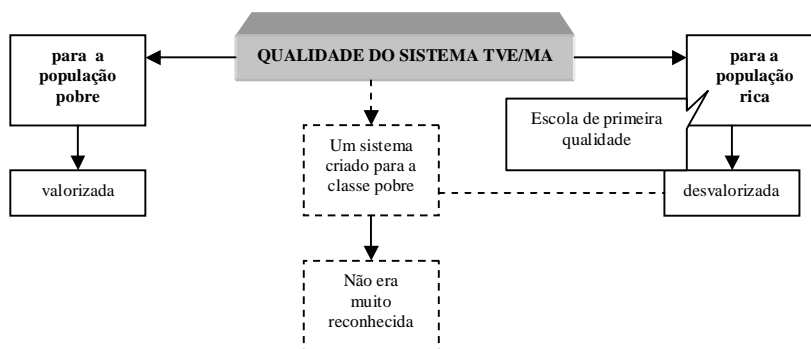 QUALIDADE DO SISTEMA TVE/MA
para a
população
pobre
para a
população
rica
Escola de primeira
qualidade
Um sistema
criado para a
classe pobre
valorizada
desvalorizada
Não era
muito
reconhecida